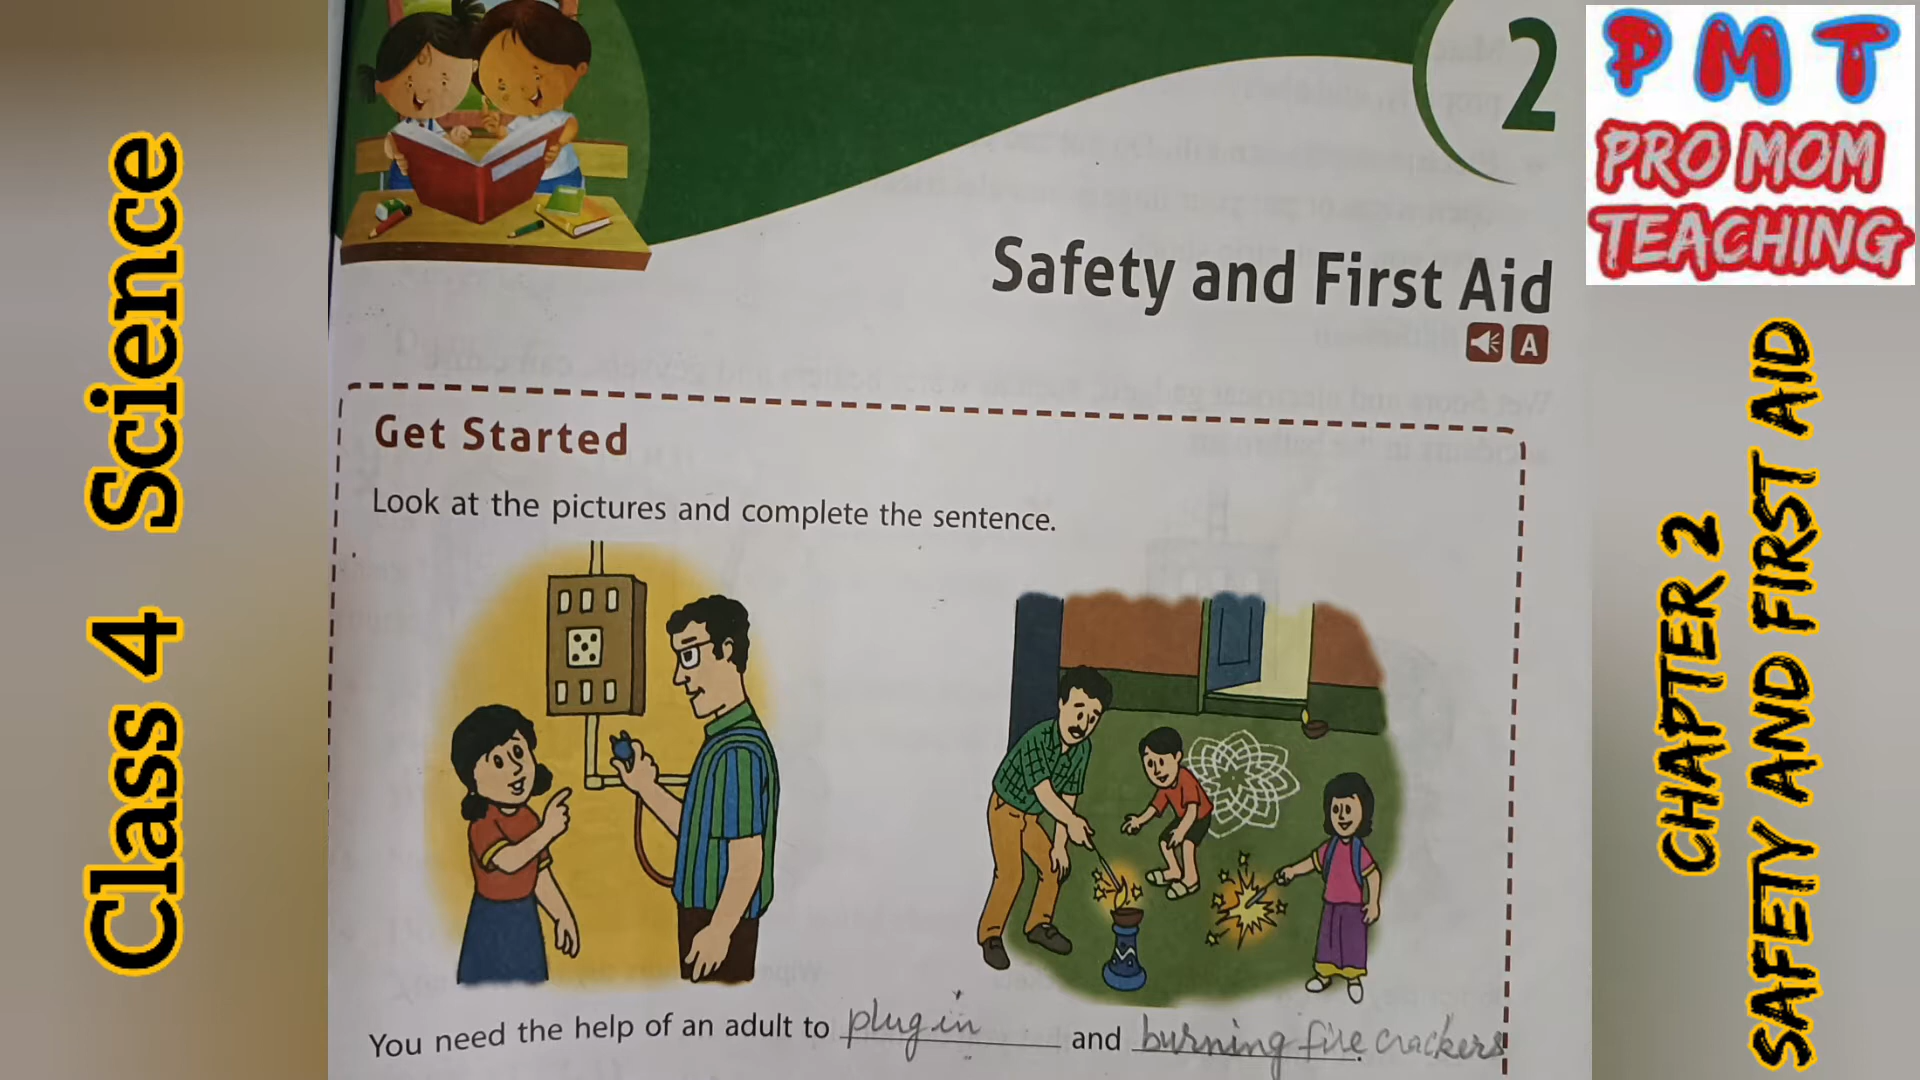 Class 4 Science
2
Safety and First Aid
A
Get Started
Look at the pictures and complete the sentence.
You need the help of an adult to plug in and burning fire crackers.
PMT
PRO MOM
TEACHING
CHAPTER 2
SAFETY AND FIRST AID